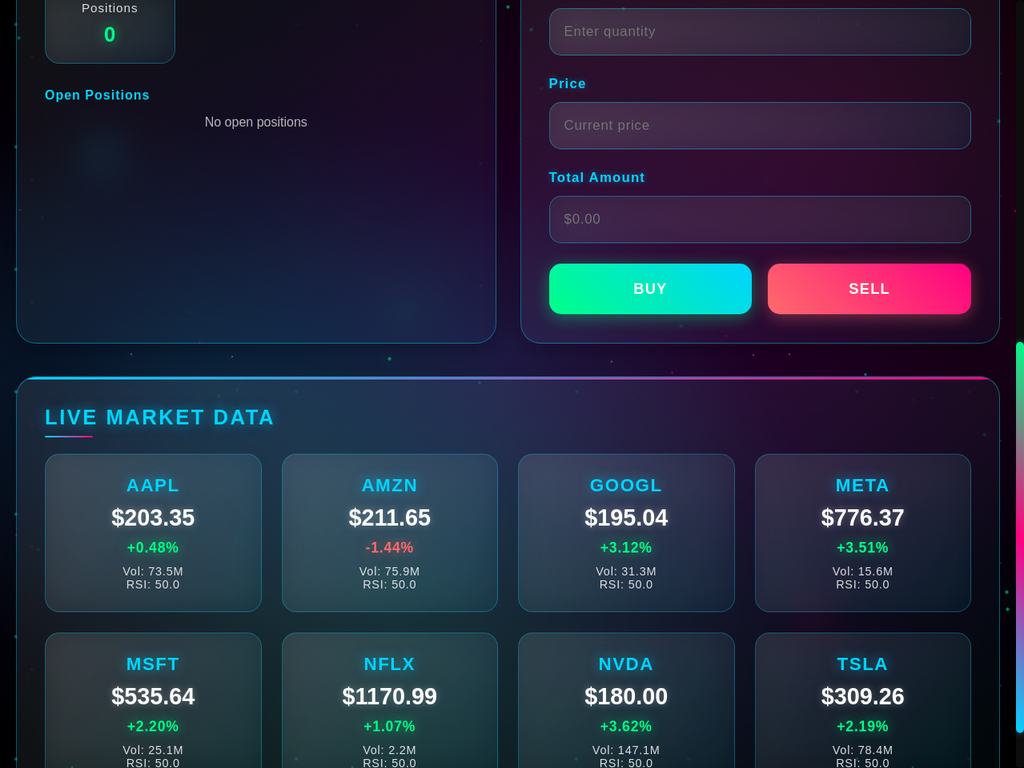 Positions
0
Open Positions
No open positions
Enter quantity
Price
Current price
Total Amount
$0.00
BUY
SELL
LIVE MARKET DATA
AAPL
$203.35
+0.48%
Vol: 73.5M
RSI: 50.0
AMZN
$211.65
-1.44%
Vol: 75.9M
RSI: 50.0
GOOGL
$195.04
+3.12%
Vol: 31.3M
RSI: 50.0
META
$776.37
+3.51%
Vol: 15.6M
RSI: 50.0
MSFT
$535.64
+2.20%
Vol: 25.1M
RSI: 50.0
NFLX
$1170.99
+1.07%
Vol: 2.2M
RSI: 50.0
NVDA
$180.00
+3.62%
Vol: 147.1M
RSI: 50.0
TSLA
$309.26
+2.19%
Vol: 78.4M
RSI: 50.0